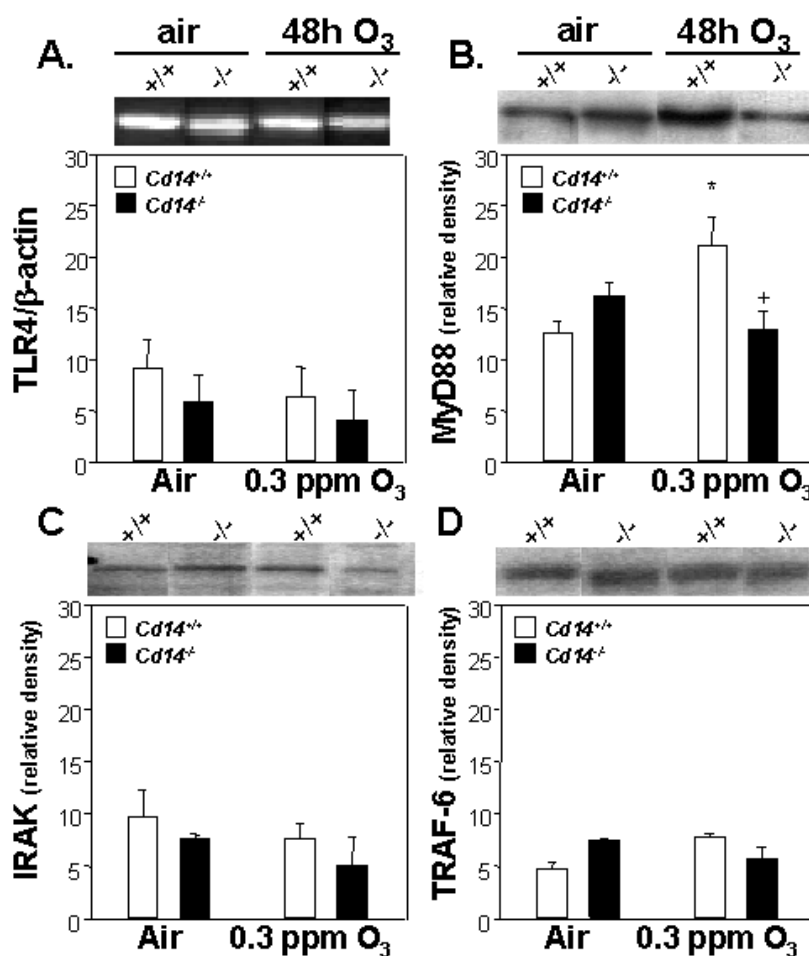 A.
air 48h O₃
+/+ -/- +/+ -/-
30
25
20
15
10
5
0
TLR4/β-actin
Cd14+/+
Cd14-/-
Air 0.3 ppm O₃
B.
air 48h O₃
+/+ -/- +/+ -/-
30
25
20
15
10
5
0
MyD88 (relative density)
Cd14+/+
Cd14-/-
*
+
Air 0.3 ppm O₃
C
+/+ -/- +/+ -/-
30
25
20
15
10
5
0
IRAK (relative density)
Cd14+/+
Cd14-/-
Air 0.3 ppm O₃
D
+/+ -/- +/+ -/-
30
25
20
15
10
5
0
TRAF-6 (relative density)
Cd14+/+
Cd14-/-
Air 0.3 ppm O₃